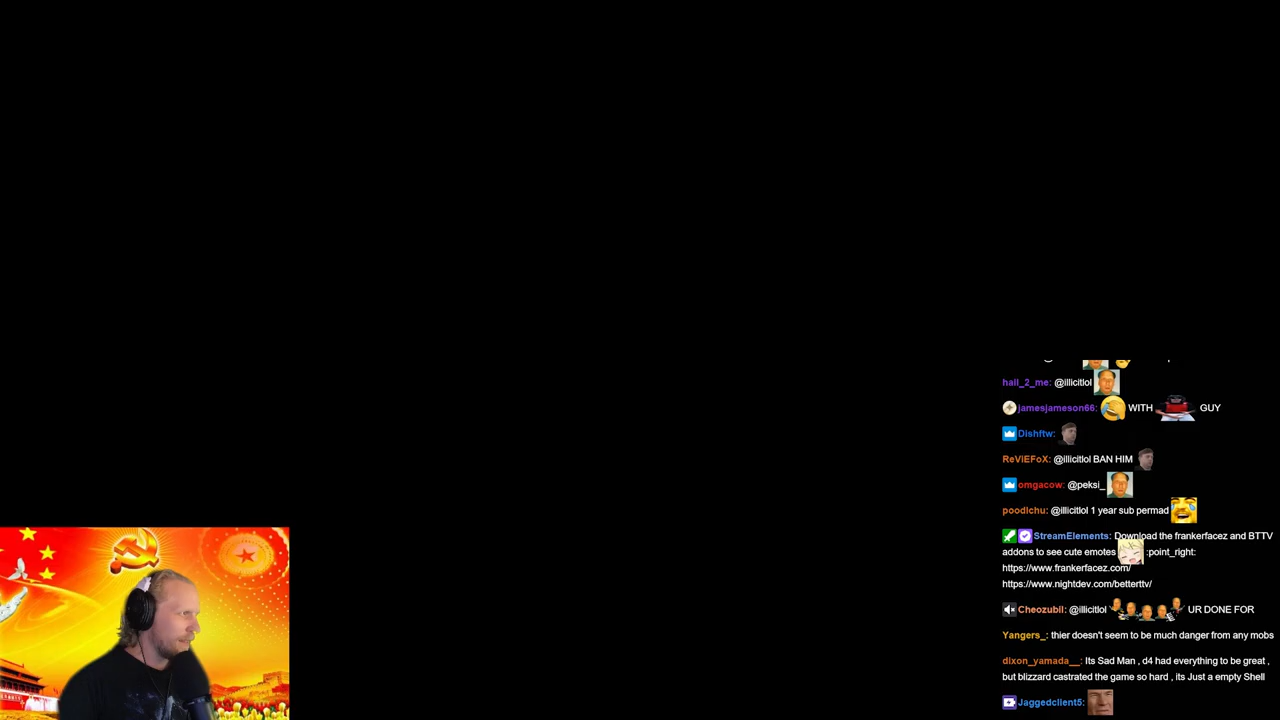 hall_2_me: @illicitlol
jamesjameson66: WITH GUY
Dishftw:
ReViEFoX: @illicitlol BAN HIM
omgacow: @peksi_
poodlchu: @illicitlol 1 year sub permad
StreamElements: Download the frankerfacez and BTTV
addons to see cute emotes :point_right:
https://www.frankerfacez.com/
https://www.nightdev.com/betterttv/
Cheozubil: @illicitlol UR DONE FOR
Yangers_: thier doesn't seem to be much danger from any mobs
dixon_yamada__: Its Sad Man , d4 had everything to be great ,
but blizzard castrated the game so hard , its Just a empty Shell
Jaggedclient5: